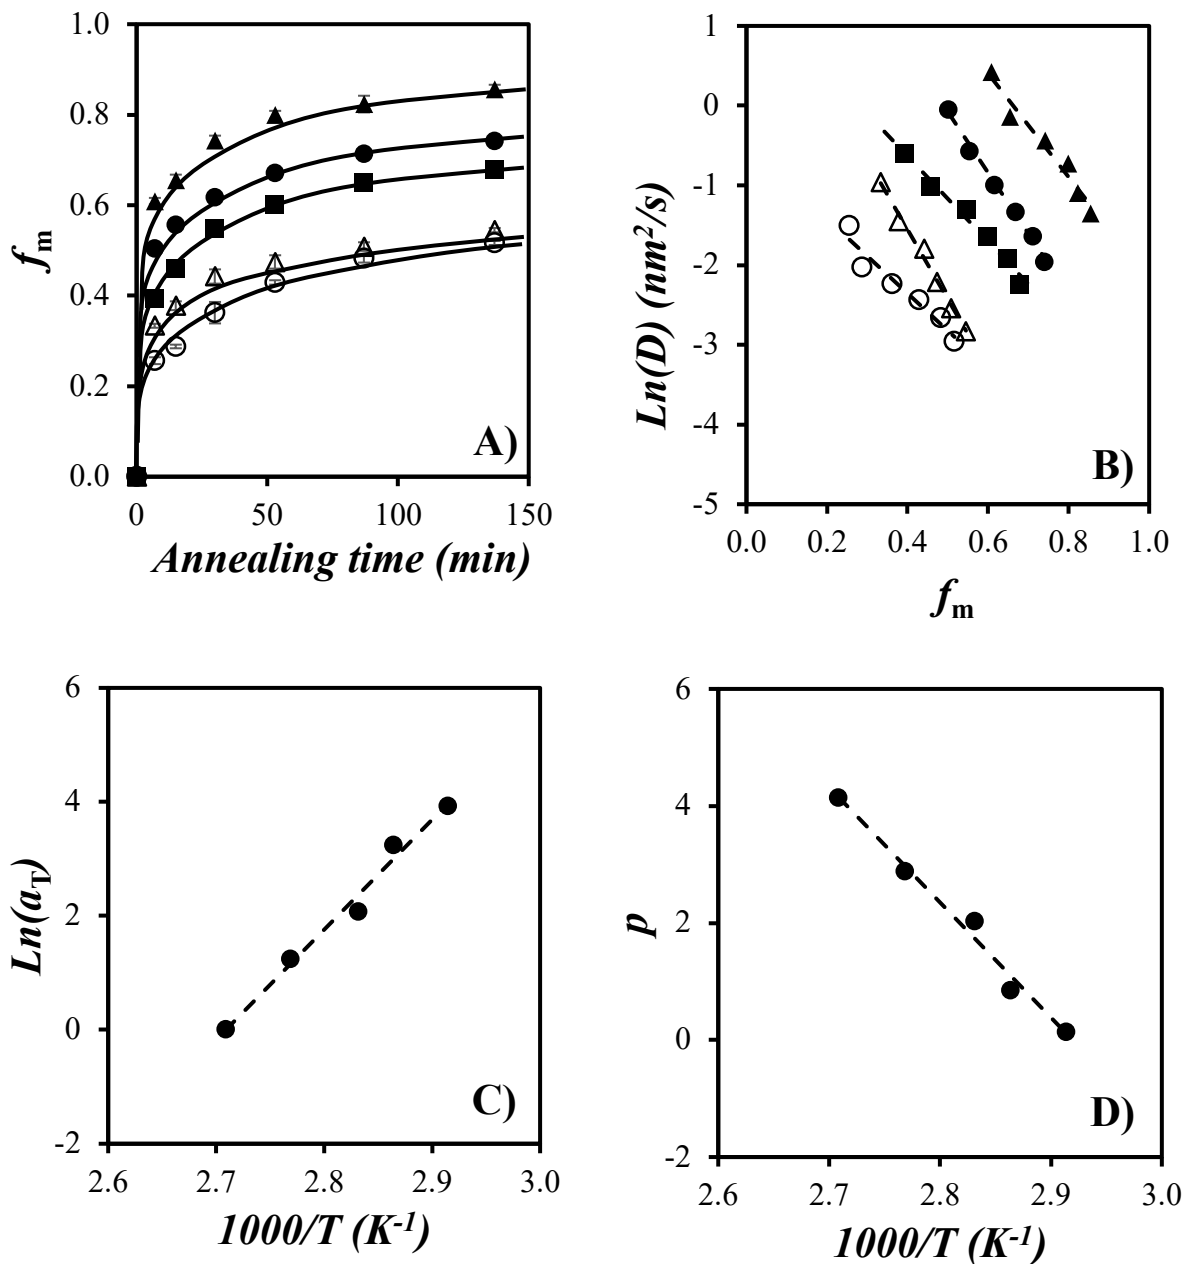 1.0
0.8
0.6
0.4
0.2
0.0
f_m
A)
0 50 100 150
Annealing time (min)
1
0
-1
-2
-3
-4
-5
Ln(D) (nm²/s)
B)
0.0 0.2 0.4 0.6 0.8 1.0
f_m
6
4
2
0
-2
Ln(a_T)
C)
2.6 2.7 2.8 2.9 3.0
1000/T (K⁻¹)
6
4
2
0
-2
p
D)
2.6 2.7 2.8 2.9 3.0
1000/T (K⁻¹)